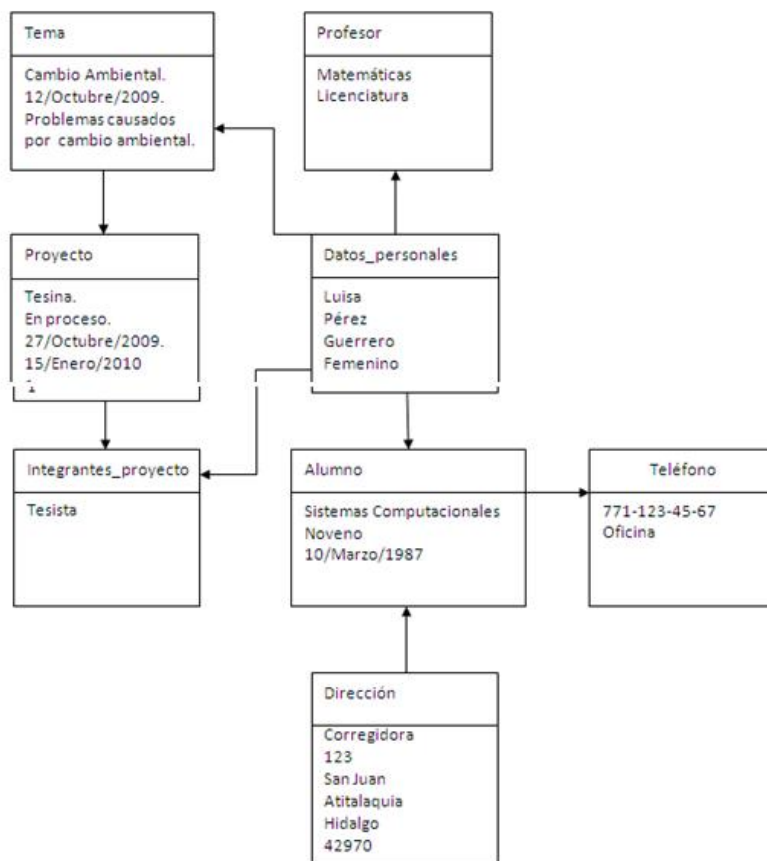 Tema
Cambio Ambiental.
12/Octubre/2009.
Problemas causados
por cambio ambiental.
Profesor
Matemáticas
Licenciatura
Proyecto
Tesina.
En proceso.
27/Octubre/2009.
15/Enero/2010
1
Datos_personales
Luisa
Pérez
Guerrero
Femenino
Integrantes_proyecto
Tesista
Alumno
Sistemas Computacionales
Noveno
10/Marzo/1987
Teléfono
771-123-45-67
Oficina
Dirección
Corregidora
123
San Juan
Atitalaquia
Hidalgo
42970